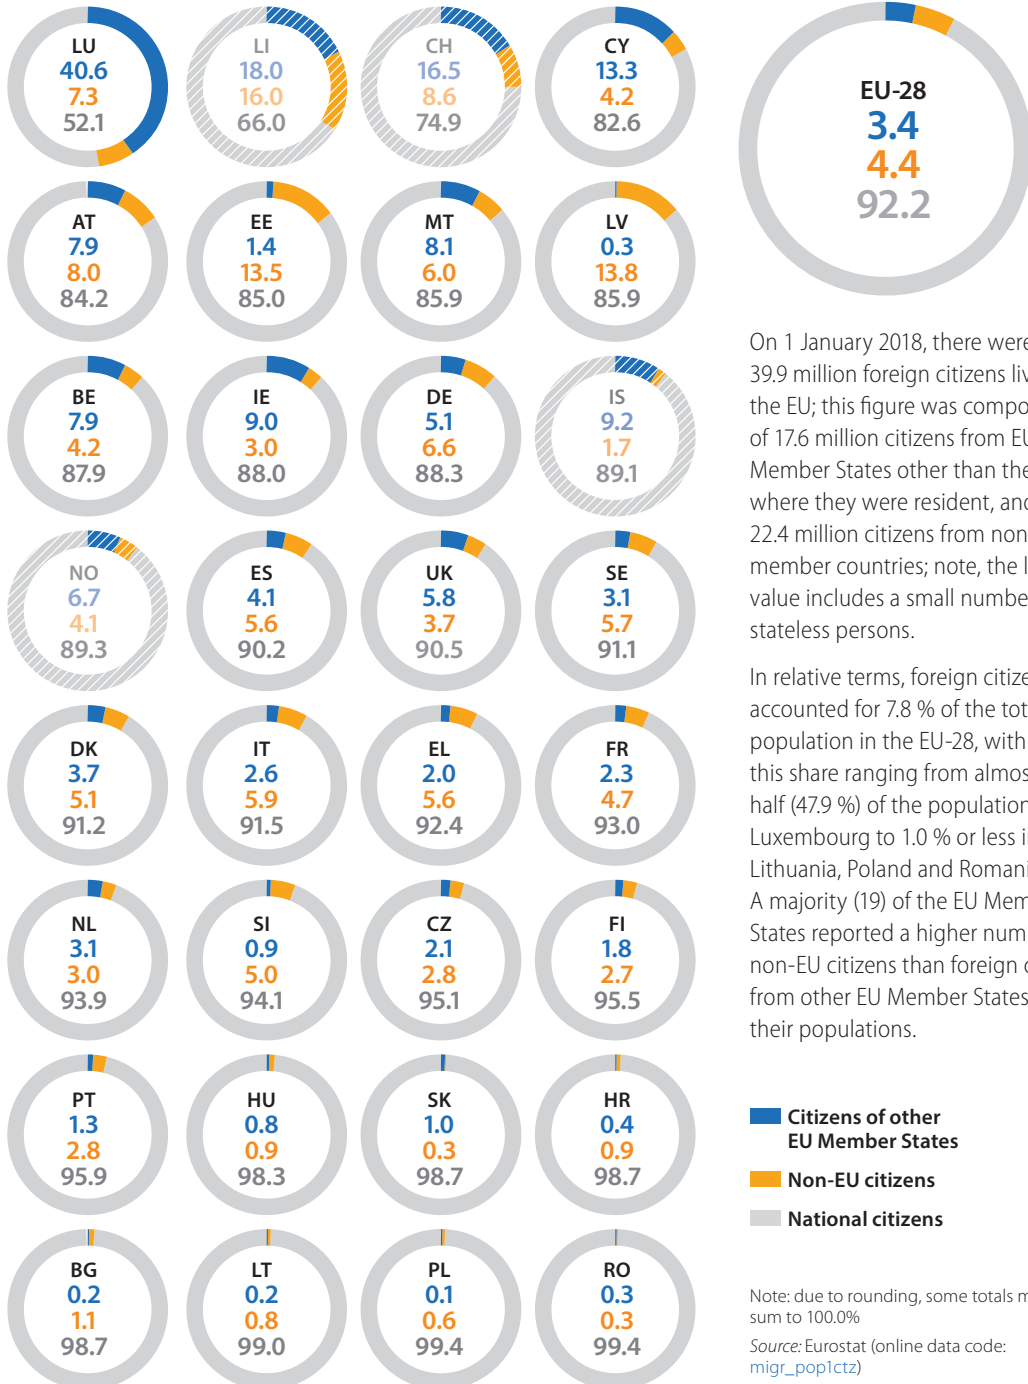 LU
40.6
7.3
52.1
LI
18.0
16.0
66.0
CH
16.5
8.6
74.9
CY
13.3
4.2
82.6
AT
7.9
8.0
84.2
EE
1.4
13.5
85.0
MT
8.1
6.0
85.9
LV
0.3
13.8
85.9
BE
7.9
4.2
87.9
IE
9.0
3.0
88.0
DE
5.1
6.6
88.3
IS
9.2
1.7
89.1
NO
6.7
4.1
89.3
ES
4.1
5.6
90.2
UK
5.8
3.7
90.5
SE
3.1
5.7
91.1
DK
3.7
5.1
91.2
IT
2.6
5.9
91.5
EL
2.0
5.6
92.4
FR
2.3
4.7
93.0
NL
3.1
3.0
93.9
SI
0.9
5.0
94.1
CZ
2.1
2.8
95.1
FI
1.8
2.7
95.5
PT
1.3
2.8
95.9
HU
0.8
0.9
98.3
SK
1.0
0.3
98.7
HR
0.4
0.9
98.7
BG
0.2
1.1
98.7
LT
0.2
0.8
99.0
PL
0.1
0.6
99.4
RO
0.3
0.3
99.4
EU-28
3.4
4.4
92.2
On 1 January 2018, there were
39.9 million foreign citizens
the EU; this figure was
of 17.6 million citizens from
Member States other than the
where they were resident, and
22.4 million citizens from non
member countries; note, the
value includes a small
stateless persons.
In relative terms, foreign
accounted for 7.8 % of the
population in the EU-28, with
this share ranging from
half (47.9 %) of the population
Luxembourg to 1.0 % or less
Lithuania, Poland and
A majority (19) of the EU
States reported a higher
non-EU citizens than foreign
from other EU Member States
their populations.
Citizens of other
EU Member States
Non-EU citizens
National citizens
Note: due to rounding, some totals
sum to 100.0%
Source: Eurostat (online data code:
migr_pop1ctz)